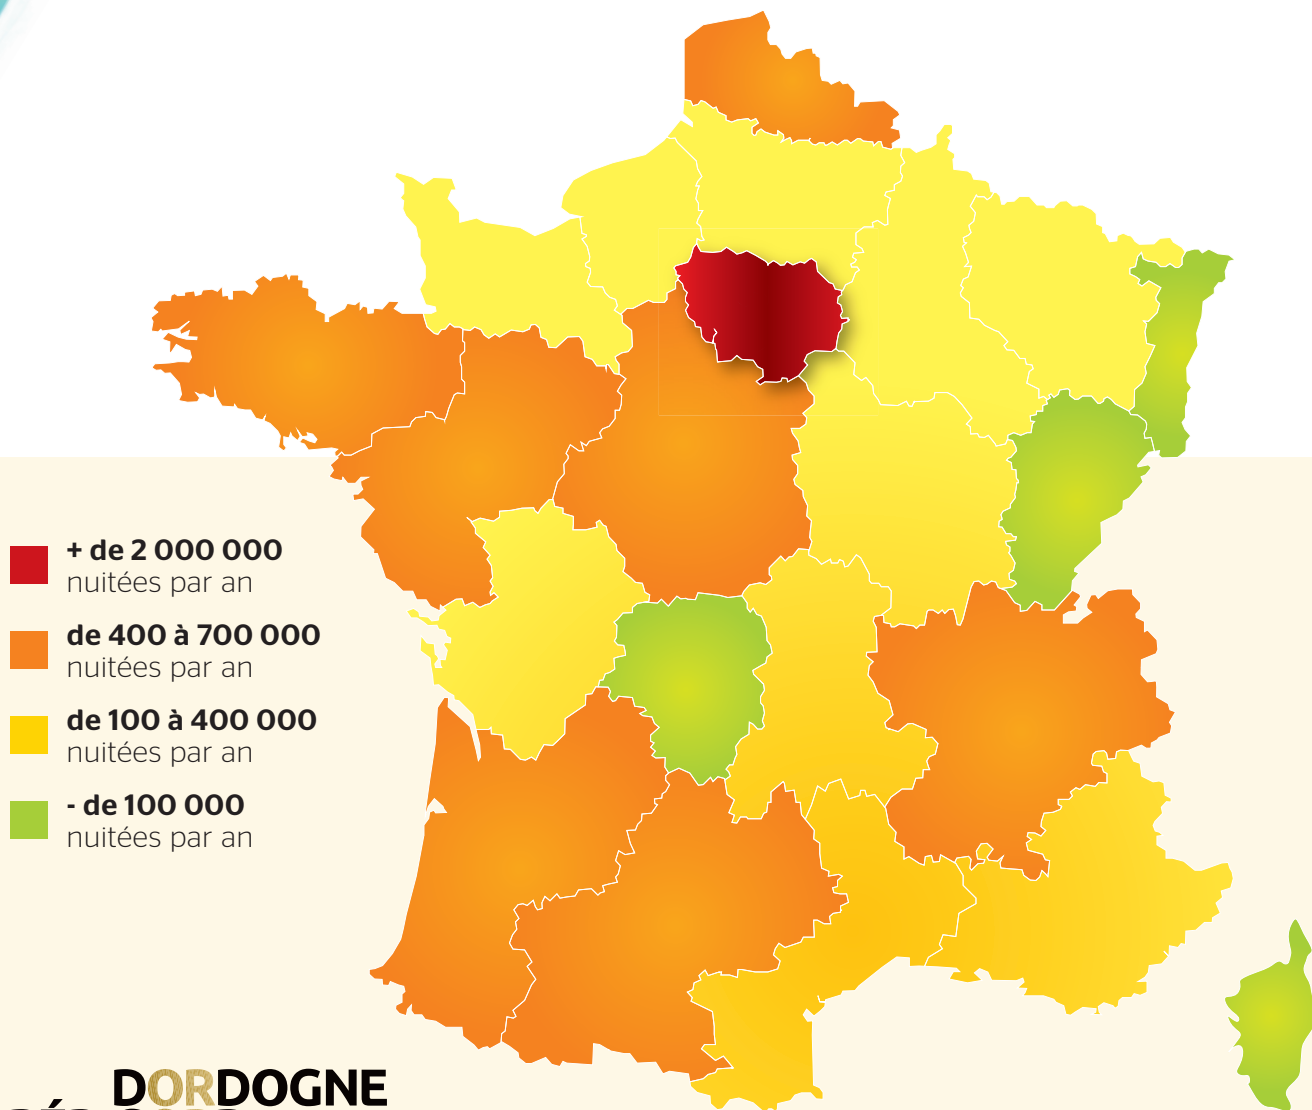 + de 2 000 000
nuitées par an
de 400 à 700 000
nuitées par an
de 100 à 400 000
nuitées par an
- de 100 000
nuitées par an
DORDOGNE